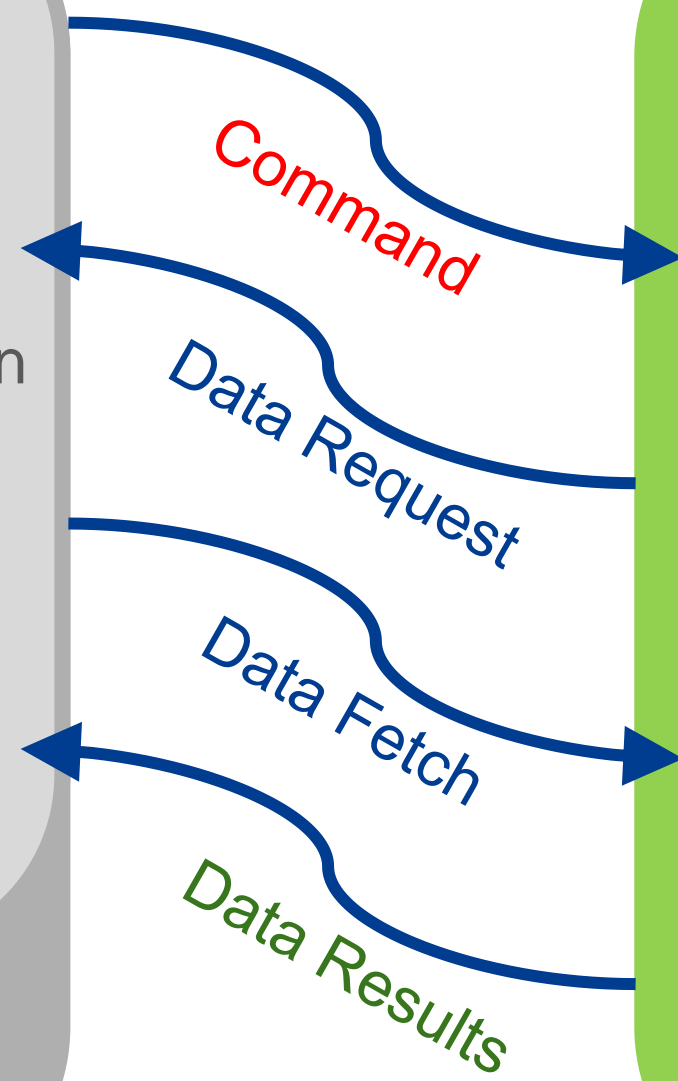 Command
n
Data Request
Data Fetch
Data Results